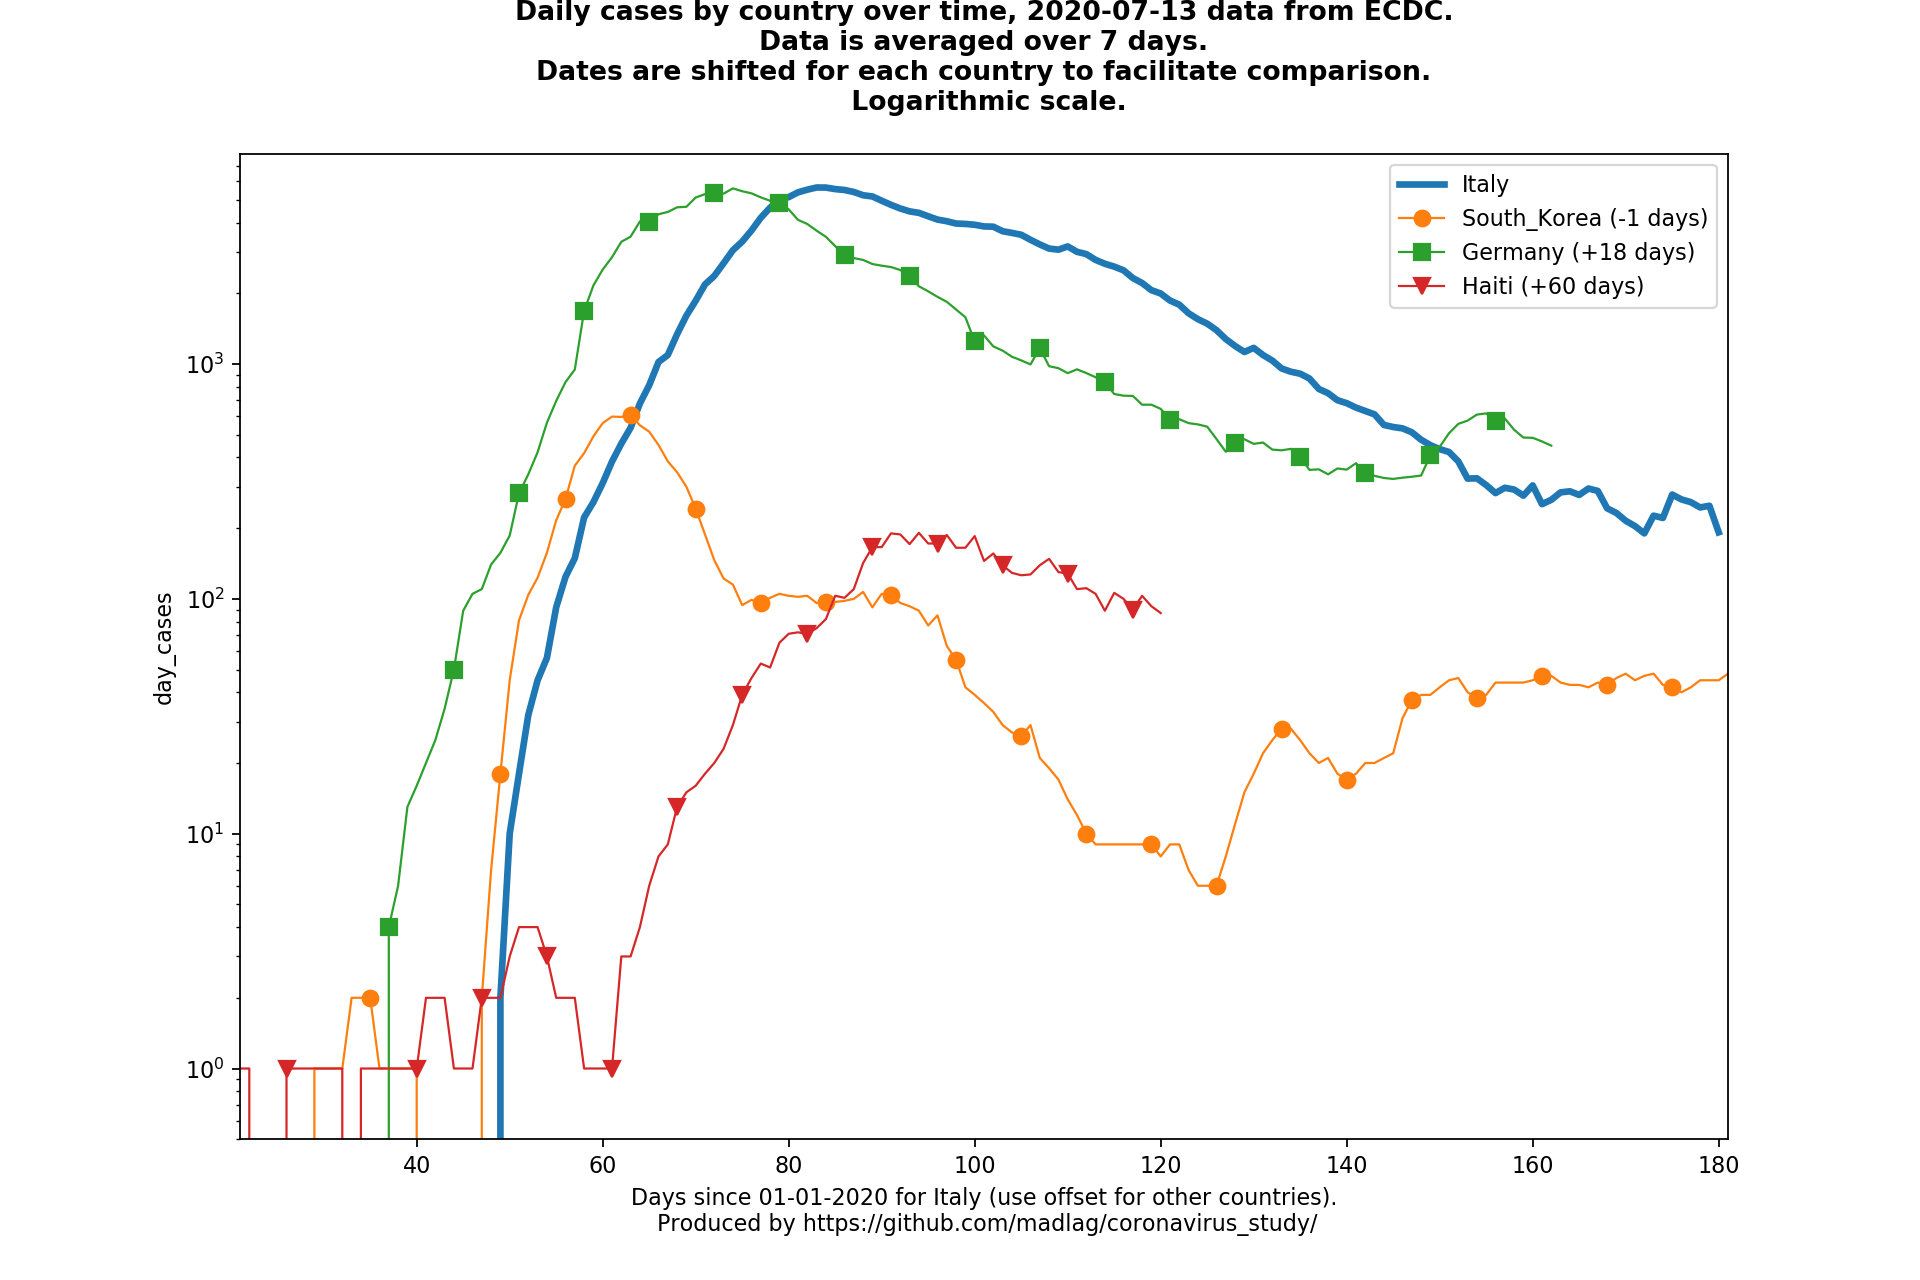 Daily cases by country over time, 2020-07-13 data from ECDC.
Data is averaged over 7 days.
Dates are shifted for each country to facilitate comparison.
Logarithmic scale.
Italy
South_Korea (-1 days)
Germany (+18 days)
Haiti (+60 days)
day_cases
10³
10²
10¹
10⁰
40 60 80 100 120 140 160 180
Days since 01-01-2020 for Italy (use offset for other countries).
Produced by https://github.com/madlag/coronavirus_study/